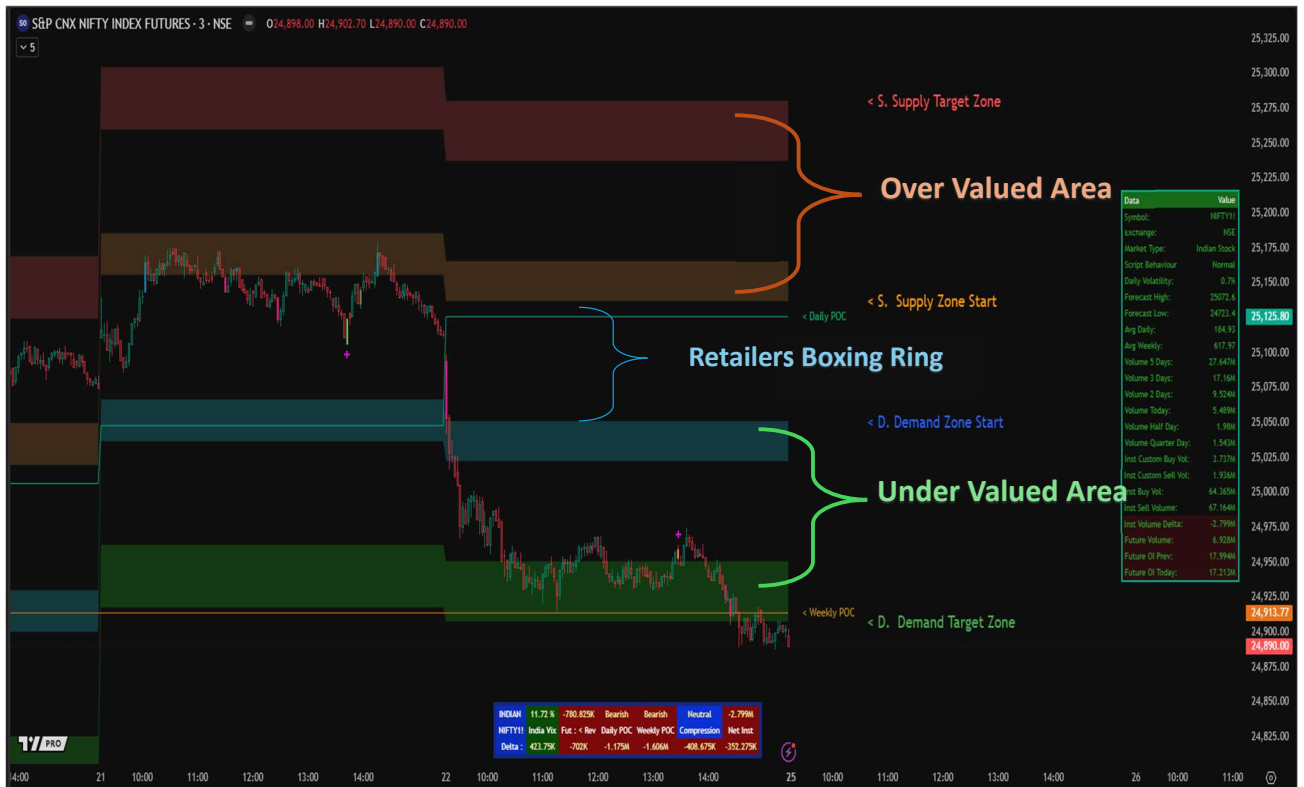 50 S&P CNX NIFTY INDEX FUTURES · 3 · NSE O24,898.00 H24,902.70 L24,890.00 C24,890.00
5
25,325.00
25,300.00
< S. Supply Target Zone
25,275.00
25,250.00
25,225.00
Over Valued Area
25,200.00
25,175.00
25,150.00
< S. Supply Zone Start
< Daily POC
25,125.80
25,100.00
Retailers Boxing Ring
25,075.00
25,050.00
< D. Demand Zone Start
25,025.00
25,000.00
Under Valued Area
24,975.00
24,950.00
24,925.00
< Weekly POC
24,913.77
< D. Demand Target Zone
24,900.00
24,890.00
24,875.00
24,850.00
24,825.00
Data Value
Symbol: NIFTY1!
Exchange: NSE
Market Type: Indian Stock
Script Behaviour Normal
Daily Volatility: 0.7%
Forecast High: 25072.6
Forecast Low: 24723.4
Avg Daily: 184.93
Avg Weekly: 617.97
Volume 5 Days: 27.647M
Volume 3 Days: 17.16M
Volume 2 Days: 9.524M
Volume Today: 5.489M
Volume Half Day: 1.98M
Volume Quarter Day: 1.543M
Inst Custom Buy Vol: 3.737M
Inst Custom Sell Vol: 1.936M
Inst Buy Vol: 64.365M
Inst Sell Volume: 67.164M
Inst Volume Delta: -2.799M
Future Volume: 6.928M
Future OI Prev: 17.994M
Future OI Today: 17.213M
INDIAN 11.72 % -780.825K Bearish Bearish Neutral -2.799M
NIFTY1! India Vix Fut : < Rev Daily POC Weekly POC Compression Net Inst
Delta : 423.75K -702K -1.175M -1.606M -408.675K -352.275K
PRO
14:00 21 10:00 11:00 12:00 13:00 14:00 22 10:00 11:00 12:00 13:00 14:00 25 10:00 11:00 12:00 13:00 14:00 26 10:00 11:00